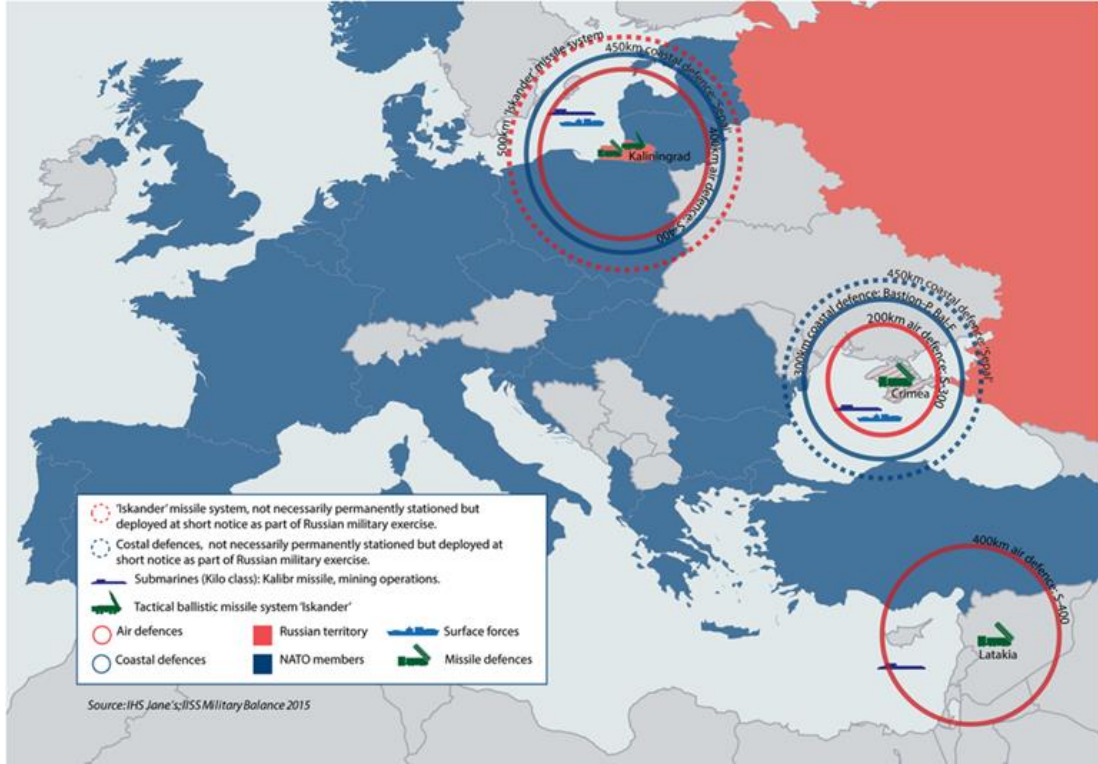 500km 'Iskander' missile system
450km coastal defence: 'Sepal'
400km air defence: S-400
Kaliningrad
450km coastal defence: 'Sepal'
300km coastal defence: Bastion-P, Bal-E
200km air defence: S-300
Crimea
400km air defence: S-400
Latakia
'Iskander' missile system, not necessarily permanently stationed but
deployed at short notice as part of Russian military exercise.
Costal defences, not necessarily permanently stationed but deployed at
short notice as part of Russian military exercise.
Submarines (Kilo class): Kalibr missile, mining operations.
Tactical ballistic missile system 'Iskander'
Air defences
Russian territory
Surface forces
Coastal defences
NATO members
Missile defences
Source: IHS Jane's; IISS Military Balance 2015